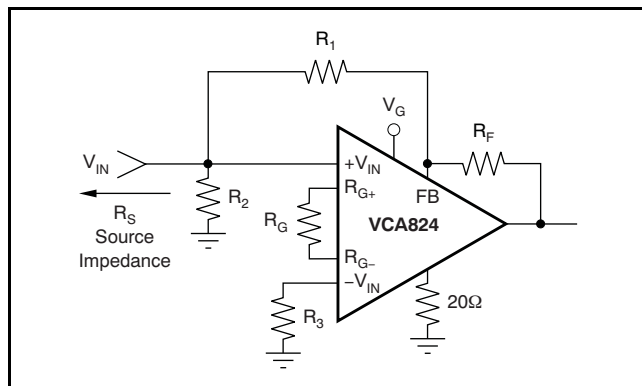 R1
VG
RF
VIN
+VIN
FB
RG+
R2
RS
Source
Impedance
RG
VCA824
RG−
−VIN
R3
20Ω